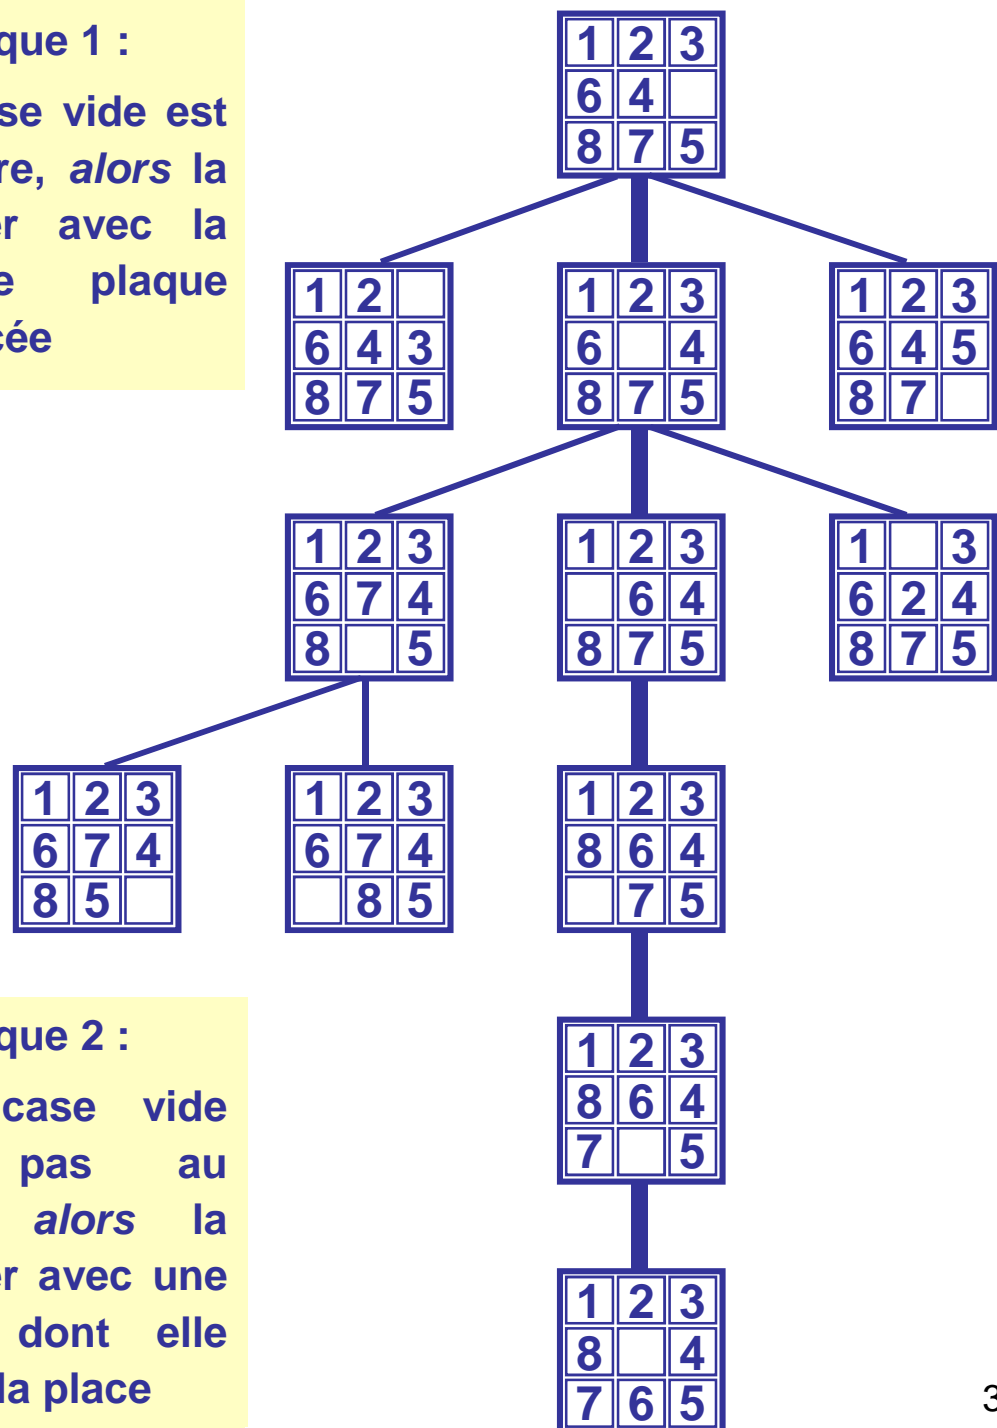 que 1 :
se vide est
re, alors la
er avec la
e plaque
cée
1 2 3
6 4
8 7 5
1 2
6 4 3
8 7 5
1 2 3
6 4
8 7 5
1 2 3
6 4 5
8 7
1 2 3
6 7 4
8 5
1 2 3
6 4
8 7 5
1 3
6 2 4
8 7 5
1 2 3
6 7 4
8 5
1 2 3
6 7 4
8 5
1 2 3
8 6 4
7 5
que 2 :
case vide
pas au
alors la
er avec une
dont elle
la place
1 2 3
8 6 4
7 5
1 2 3
8 4
7 6 5
3